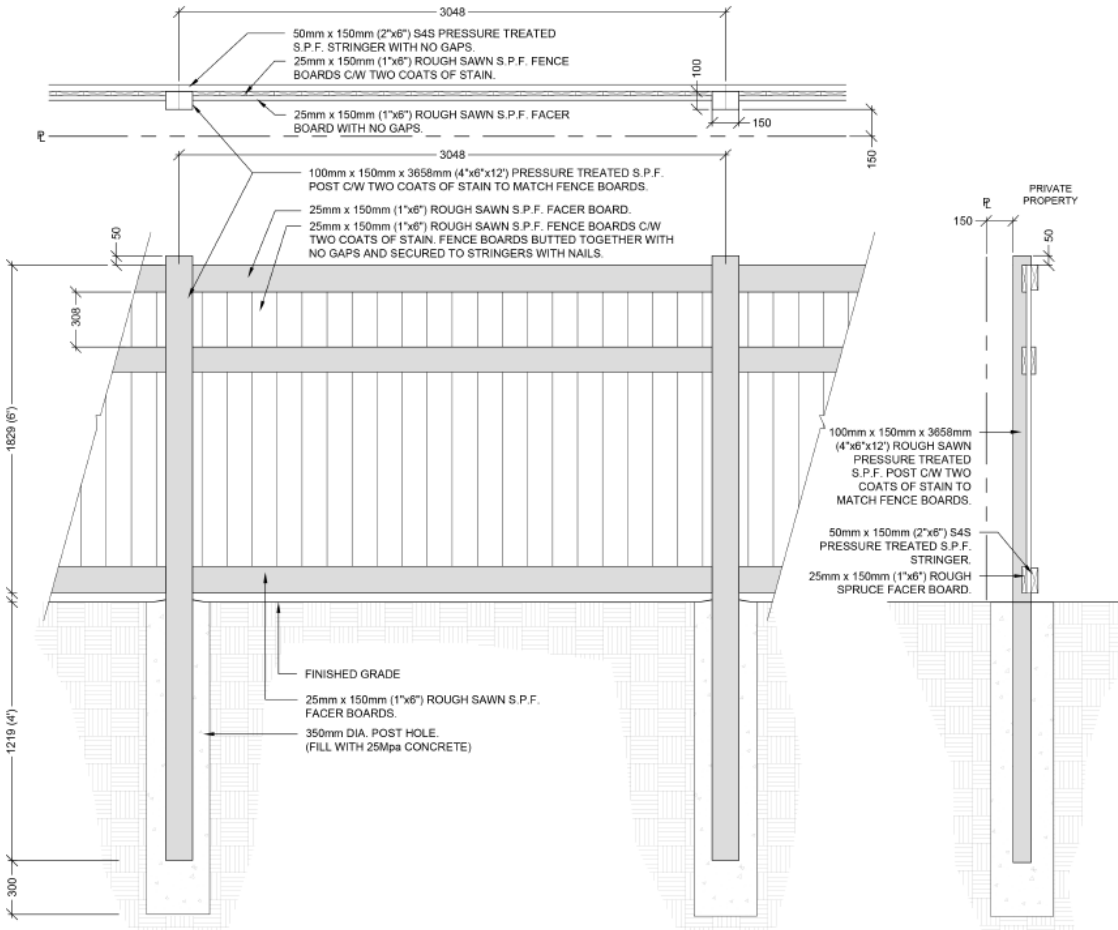 3048
50mm x 150mm (2"x6") S4S PRESSURE TREATED
S.P.F. STRINGER WITH NO GAPS.
25mm x 150mm (1"x6") ROUGH SAWN S.P.F. FENCE
BOARDS C/W TWO COATS OF STAIN.
100
25mm x 150mm (1"x6") ROUGH SAWN S.P.F. FACER
BOARD WITH NO GAPS.
150
150
PL
3048
100mm x 150mm x 3658mm (4"x6"x12') PRESSURE TREATED S.P.F.
POST C/W TWO COATS OF STAIN TO MATCH FENCE BOARDS.
25mm x 150mm (1"x6") ROUGH SAWN S.P.F. FACER BOARD.
25mm x 150mm (1"x6") ROUGH SAWN S.P.F. FENCE BOARDS C/W
TWO COATS OF STAIN. FENCE BOARDS BUTTED TOGETHER WITH
NO GAPS AND SECURED TO STRINGERS WITH NAILS.
50
308
1829 (6')
1219 (4')
300
FINISHED GRADE
25mm x 150mm (1"x6") ROUGH SAWN S.P.F.
FACER BOARDS.
350mm DIA. POST HOLE.
(FILL WITH 25Mpa CONCRETE)
PL
PRIVATE
PROPERTY
150
50
100mm x 150mm x 3658mm
(4"x6"x12') ROUGH SAWN
PRESSURE TREATED
S.P.F. POST C/W TWO
COATS OF STAIN TO
MATCH FENCE BOARDS.
50mm x 150mm (2"x6") S4S
PRESSURE TREATED S.P.F.
STRINGER.
25mm x 150mm (1"x6") ROUGH
SPRUCE FACER BOARD.